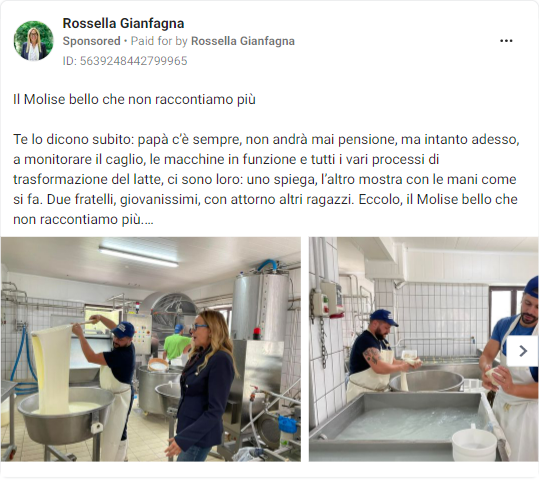 Rossella Gianfagna
Sponsored • Paid for by Rossella Gianfagna
ID: 5639248442799965
Il Molise bello che non raccontiamo più
Te lo dicono subito: papà c’è sempre, non andrà mai pensione, ma intanto adesso,
a monitorare il caglio, le macchine in funzione e tutti i vari processi di
trasformazione del latte, ci sono loro: uno spiega, l’altro mostra con le mani come
si fa. Due fratelli, giovanissimi, con attorno altri ragazzi. Eccolo, il Molise bello che
non raccontiamo più....